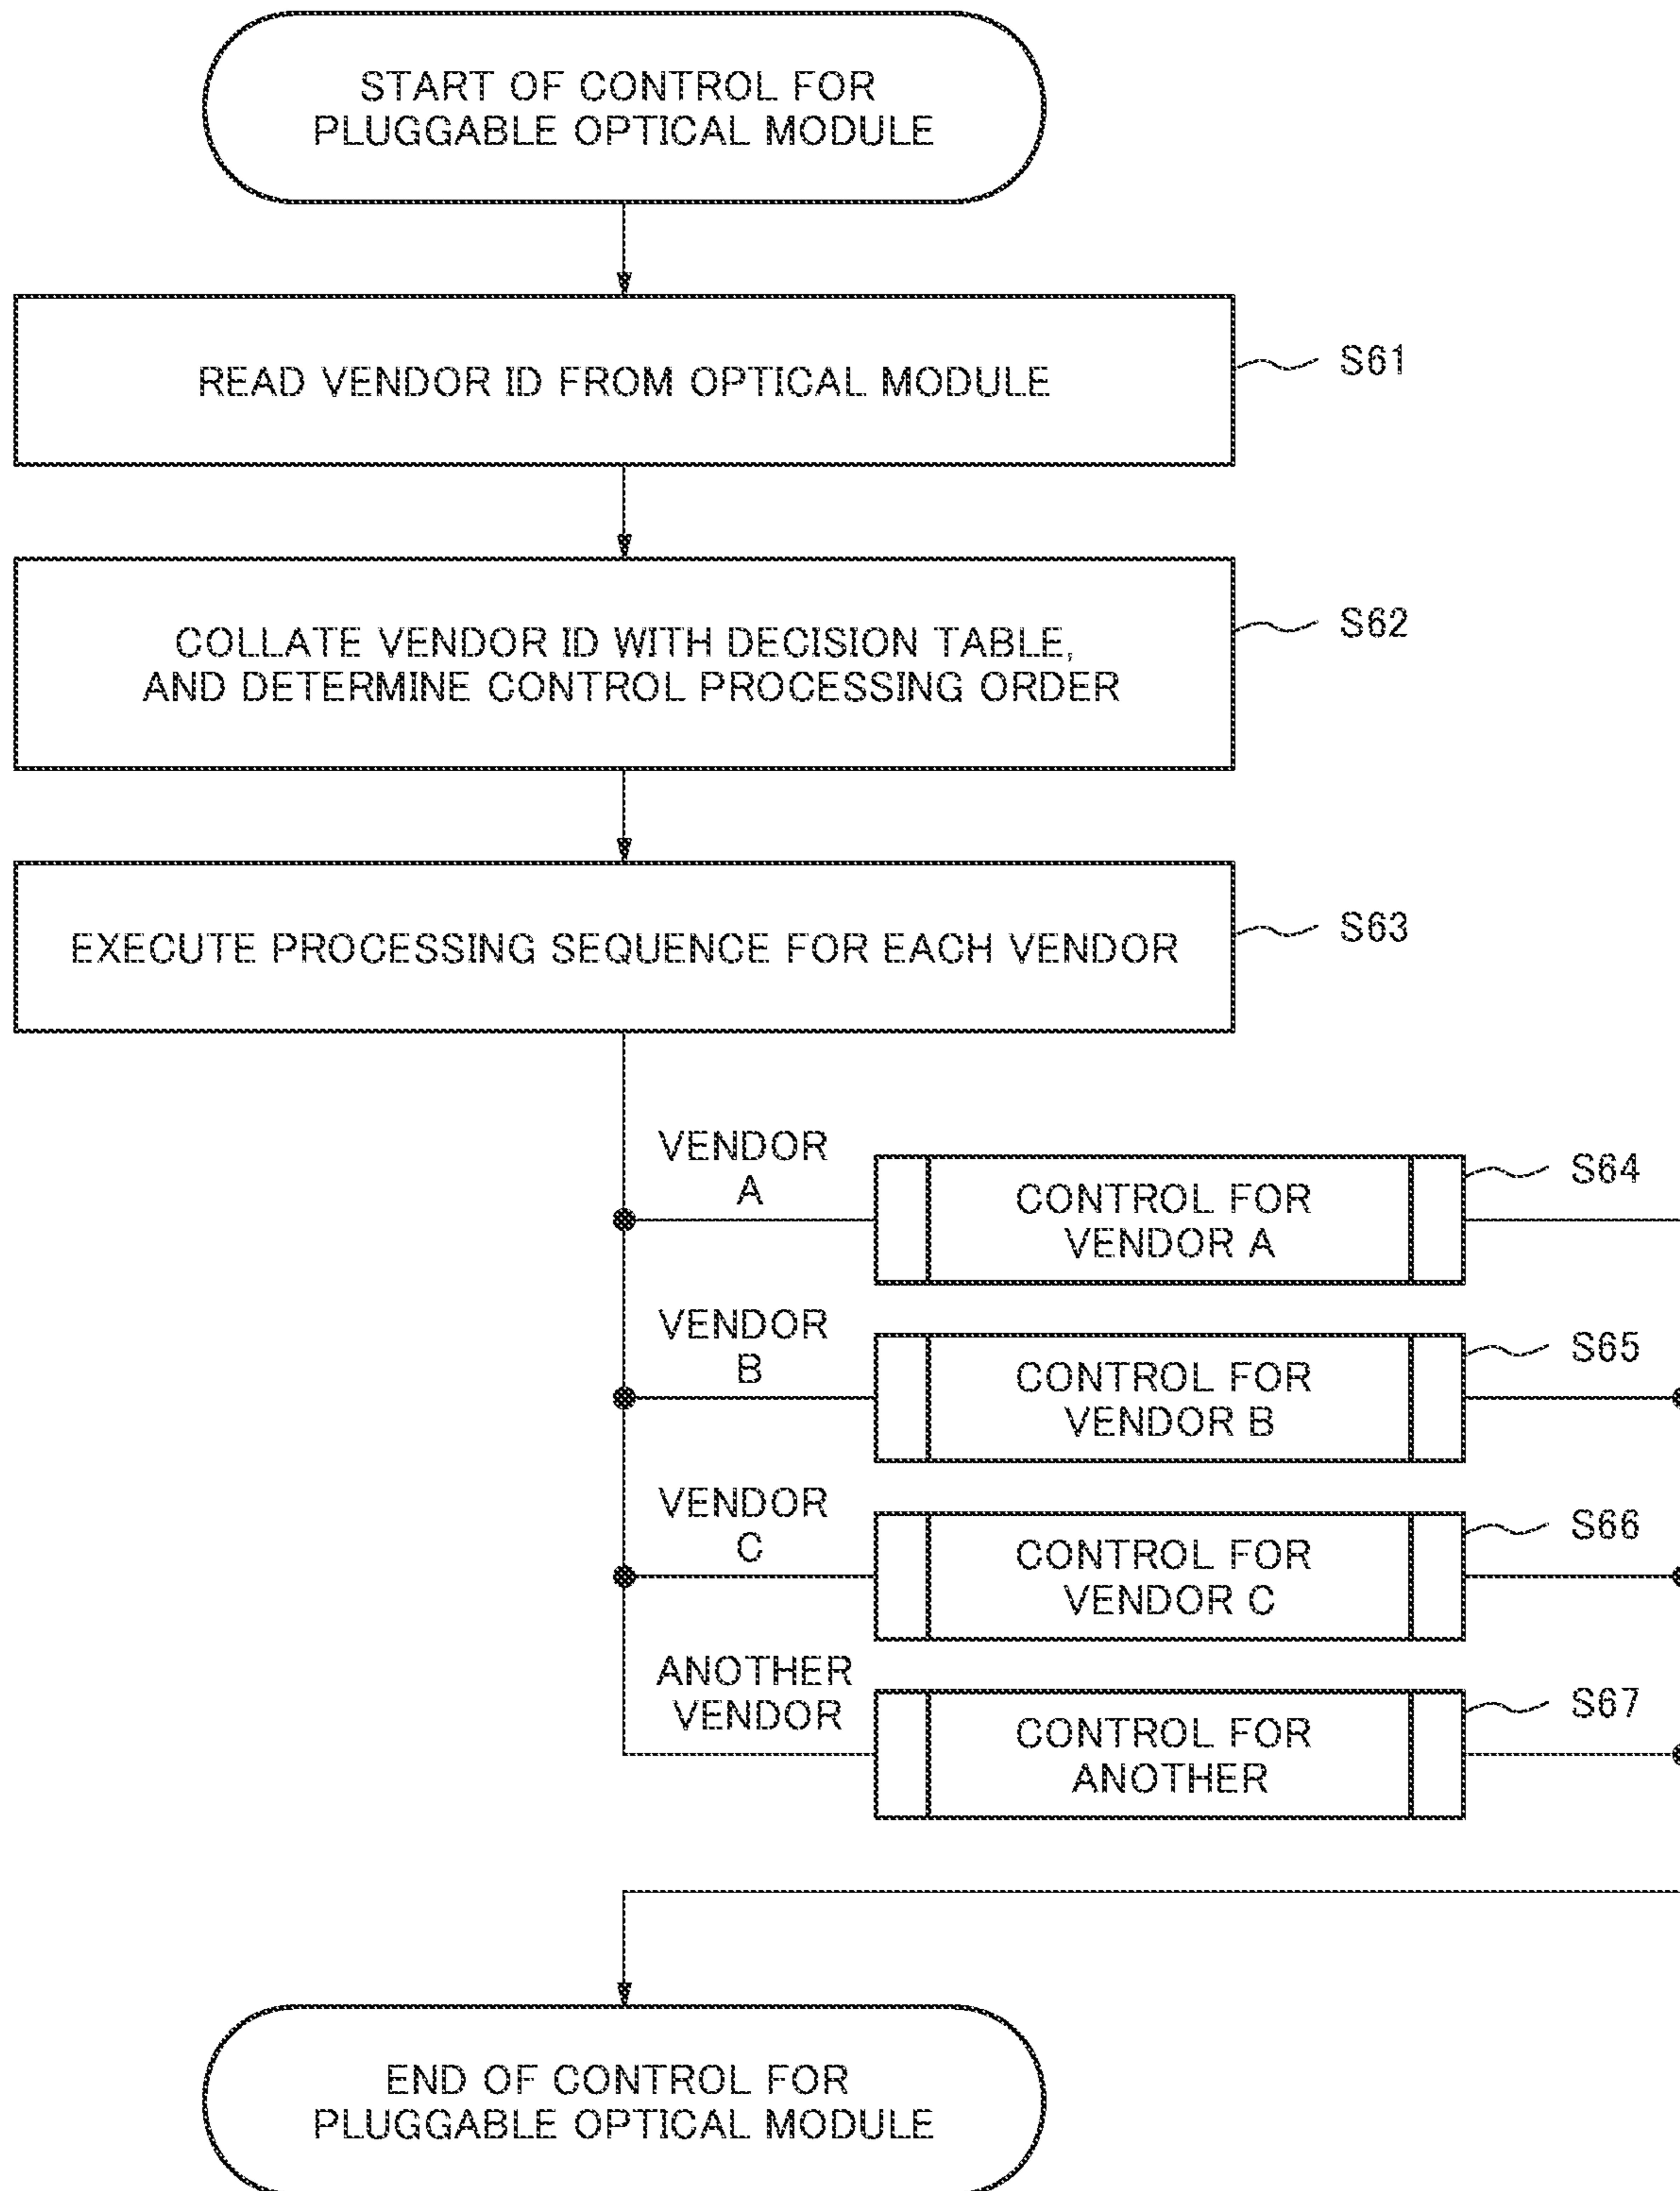 START OF CONTROL FOR
PLUGGABLE OPTICAL MODULE
READ VENDOR ID FROM OPTICAL MODULE
S61
COLLATE VENDOR ID WITH DECISION TABLE,
AND DETERMINE CONTROL PROCESSING ORDER
S62
EXECUTE PROCESSING SEQUENCE FOR EACH VENDOR
S63
VENDOR
A
CONTROL FOR
VENDOR A
S64
VENDOR
B
CONTROL FOR
VENDOR B
S65
VENDOR
C
CONTROL FOR
VENDOR C
S66
ANOTHER
VENDOR
CONTROL FOR
ANOTHER
S67
END OF CONTROL FOR
PLUGGABLE OPTICAL MODULE